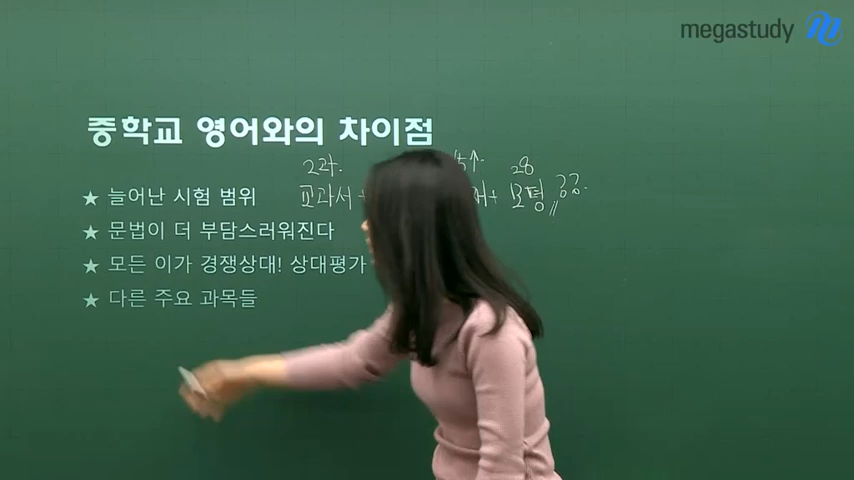 megastudy
중학교 영어와의 차이점
2과.
28
★ 늘어난 시험 범위
교과서+
+ 모평
★ 문법이 더 부담스러워진다
★ 모든 이가 경쟁상대! 상대평가
★ 다른 주요 과목들